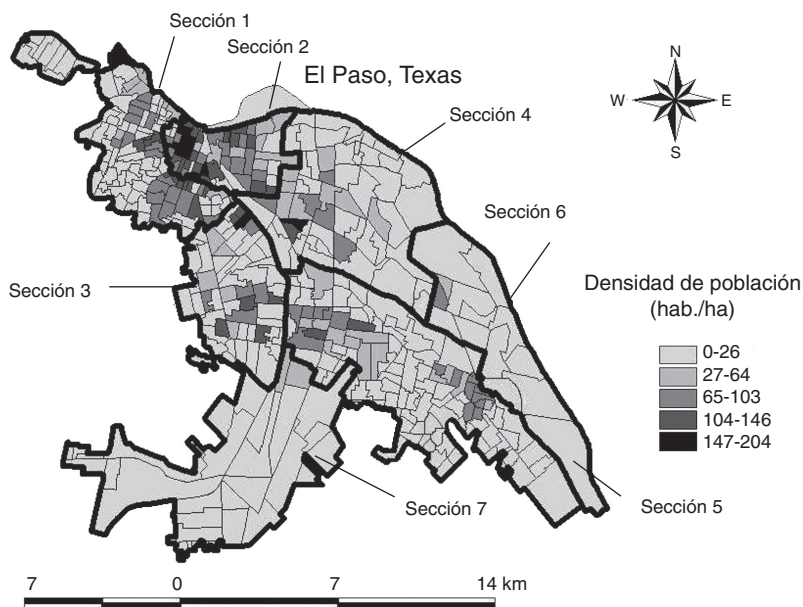 Sección 1
Sección 2
El Paso, Texas
N
W E
S
Sección 4
Sección 6
Sección 3
Densidad de población
(hab./ha)
0-26
27-64
65-103
104-146
147-204
Sección 7
Sección 5
7 0 7 14 km